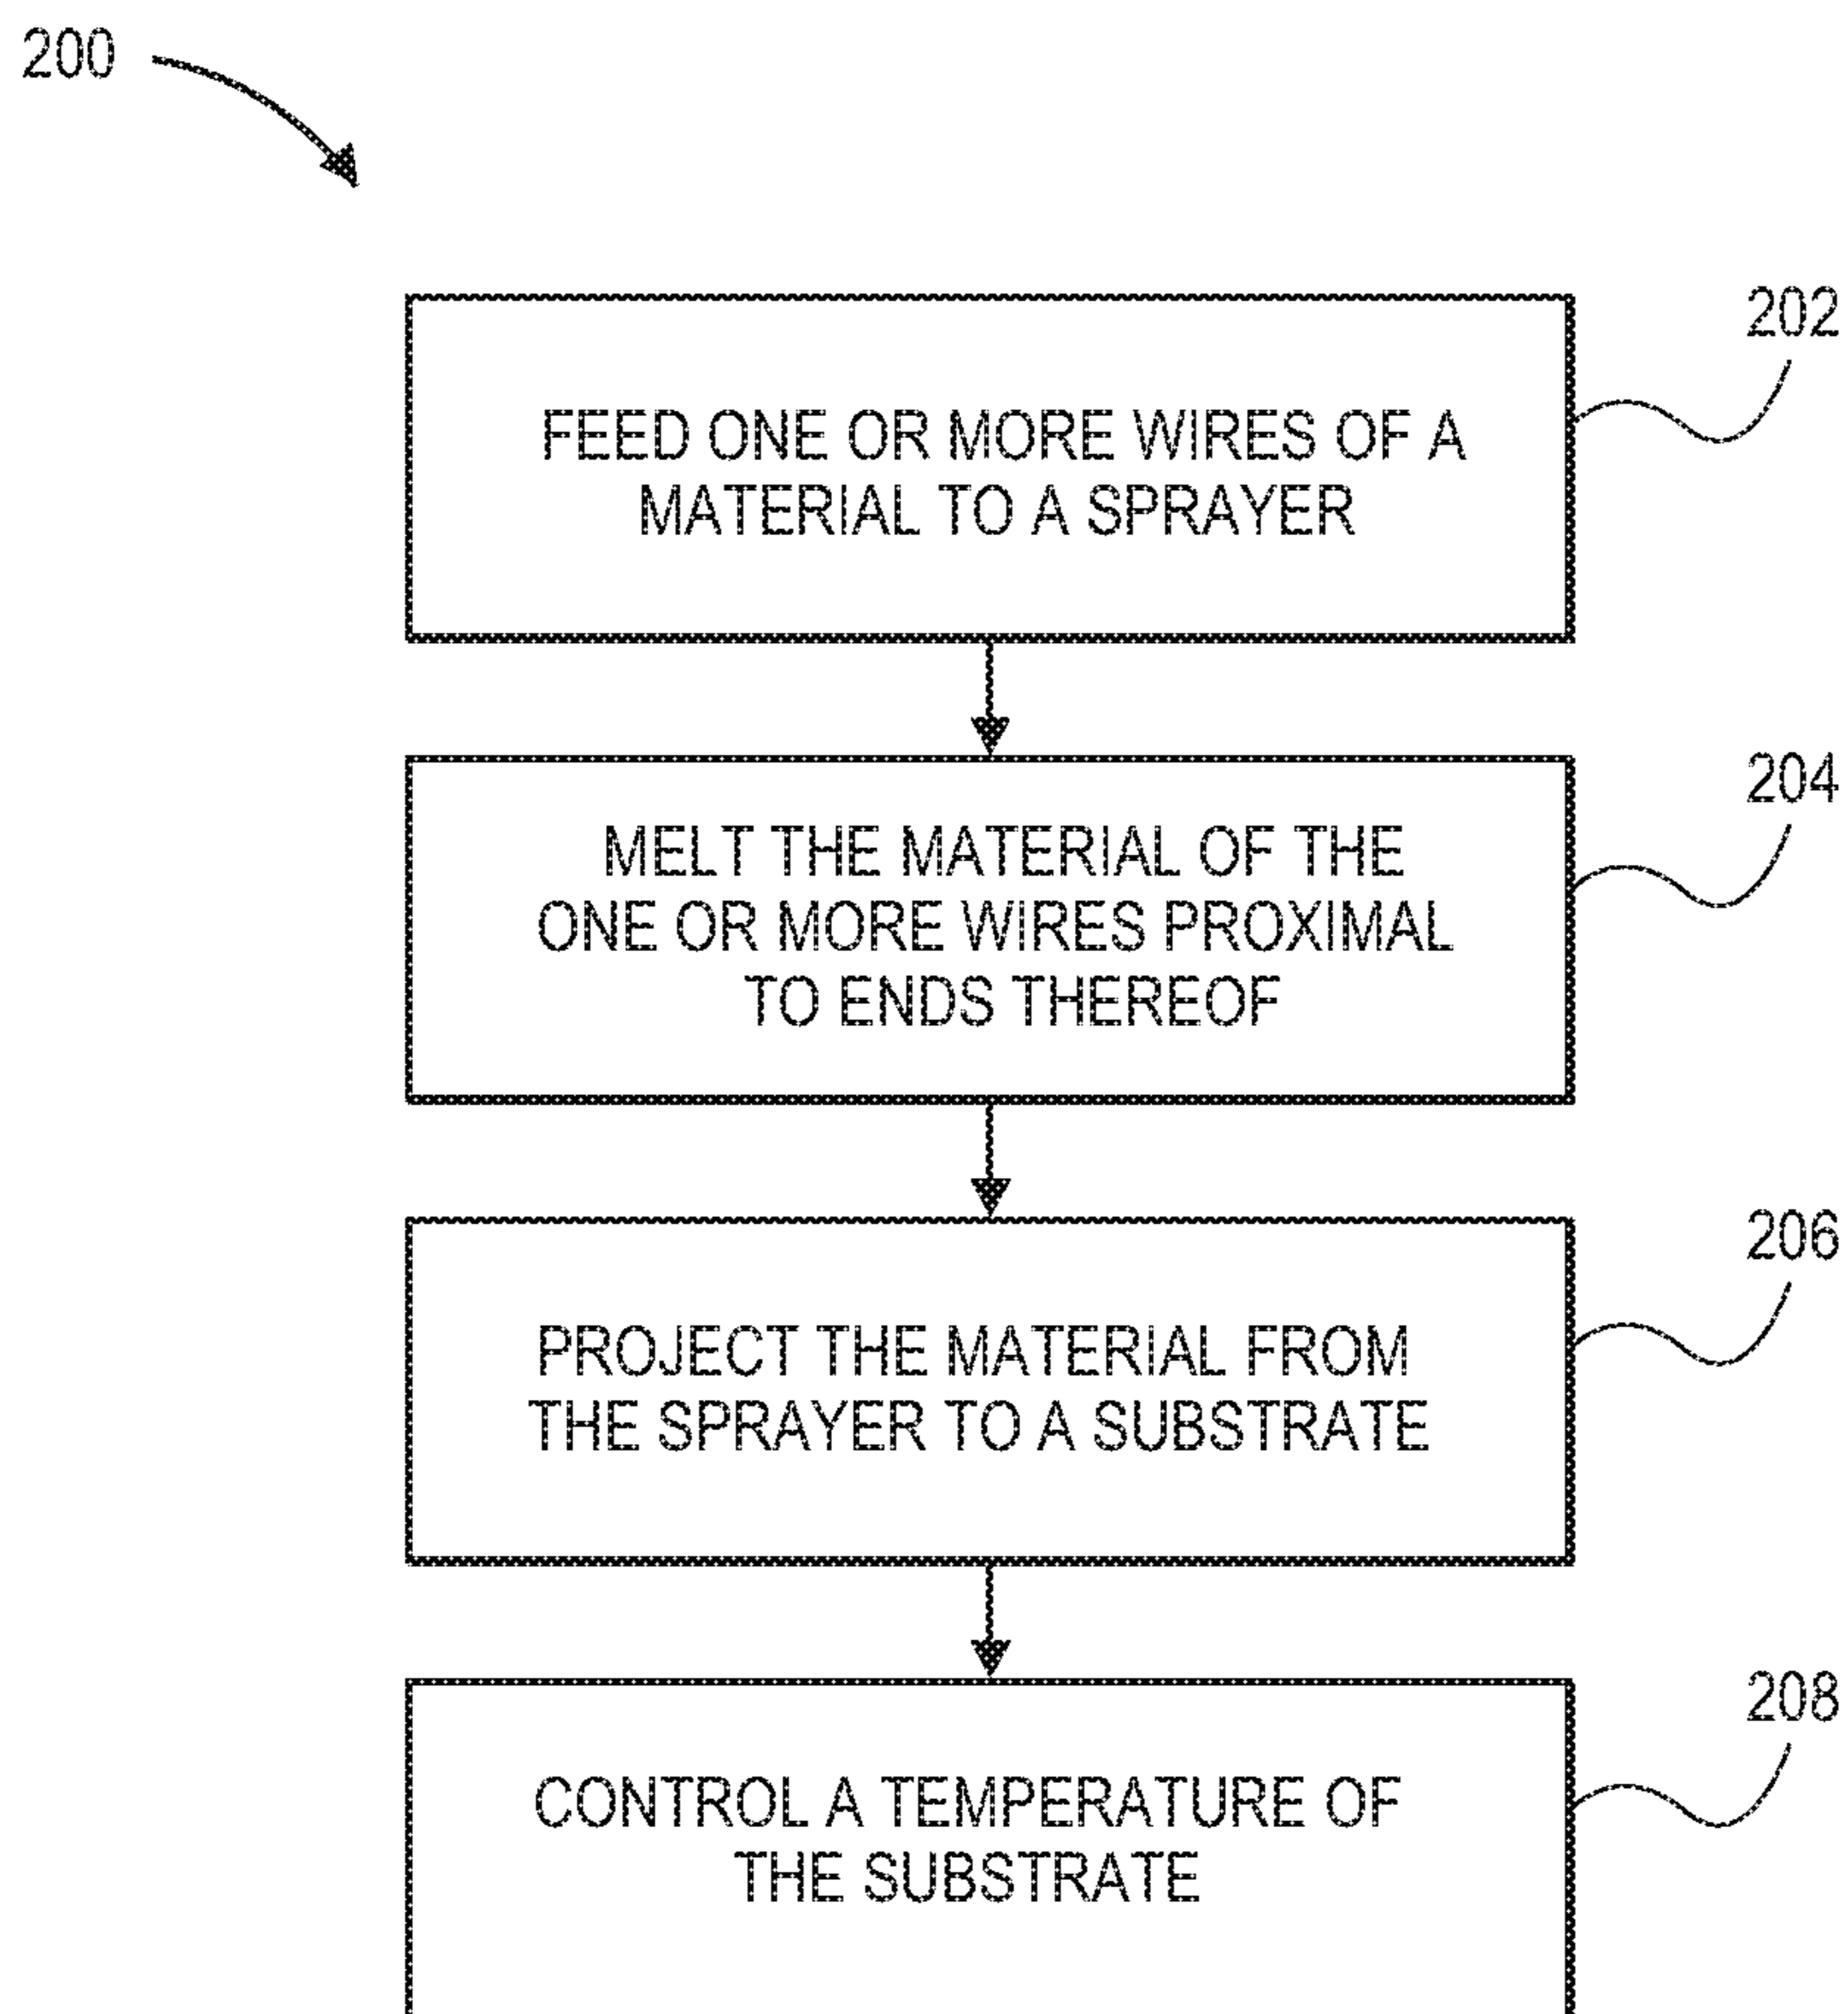 200
202
FEED ONE OR MORE WIRES OF A
MATERIAL TO A SPRAYER
204
MELT THE MATERIAL OF THE
ONE OR MORE WIRES PROXIMAL
TO ENDS THEREOF
206
PROJECT THE MATERIAL FROM
THE SPRAYER TO A SUBSTRATE
208
CONTROL A TEMPERATURE OF
THE SUBSTRATE